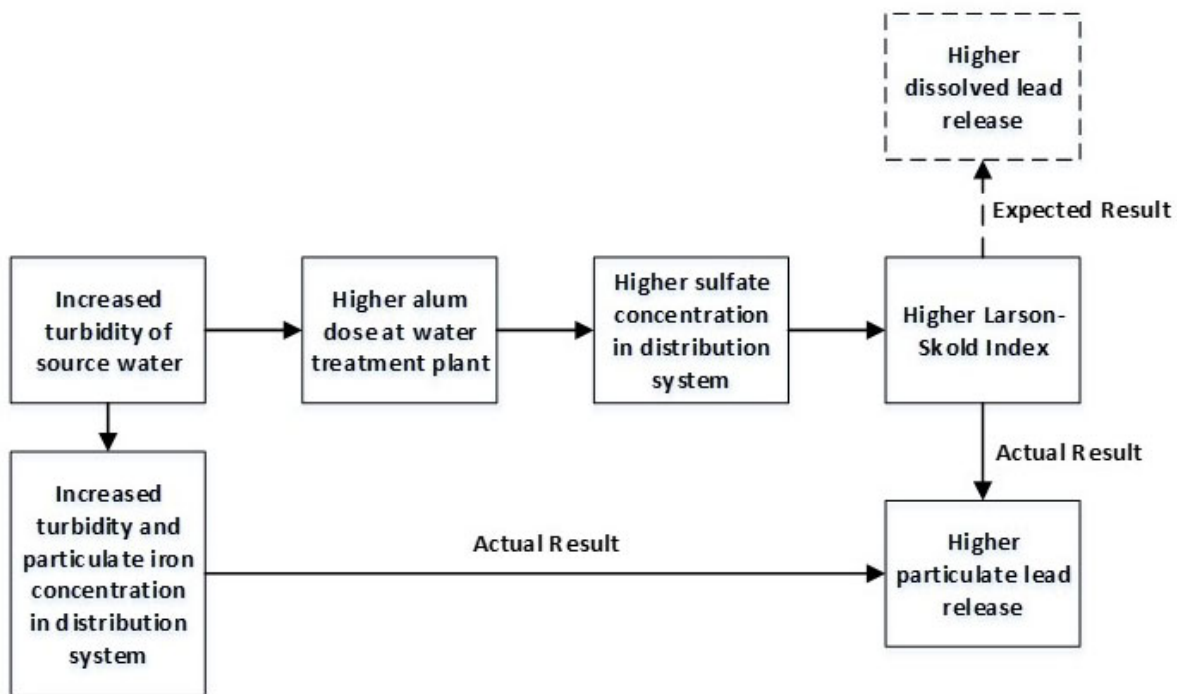 Higher
dissolved lead
release
Expected Result
Increased
turbidity of
source water
Higher alum
dose at water
treatment plant
Higher sulfate
concentration
in distribution
system
Higher Larson-
Skold Index
Actual Result
Increased
turbidity and
particulate iron
concentration
in distribution
system
Actual Result
Higher
particulate lead
release